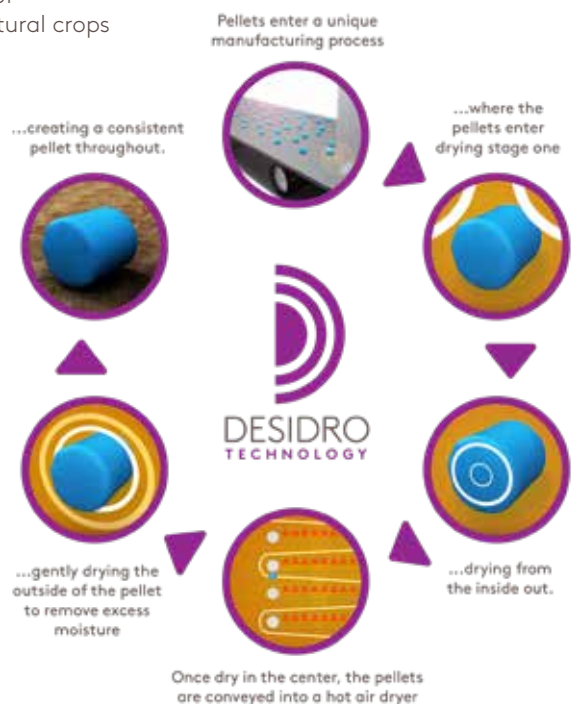 tural crops
Pellets enter a unique
manufacturing process
...where the
pellets enter
drying stage one
...drying from
the inside out.
Once dry in the center, the pellets
are conveyed into a hot air dryer
...gently drying the
outside of the pellet
to remove excess
moisture
...creating a consistent
pellet throughout.
DESIDRO
TECHNOLOGY